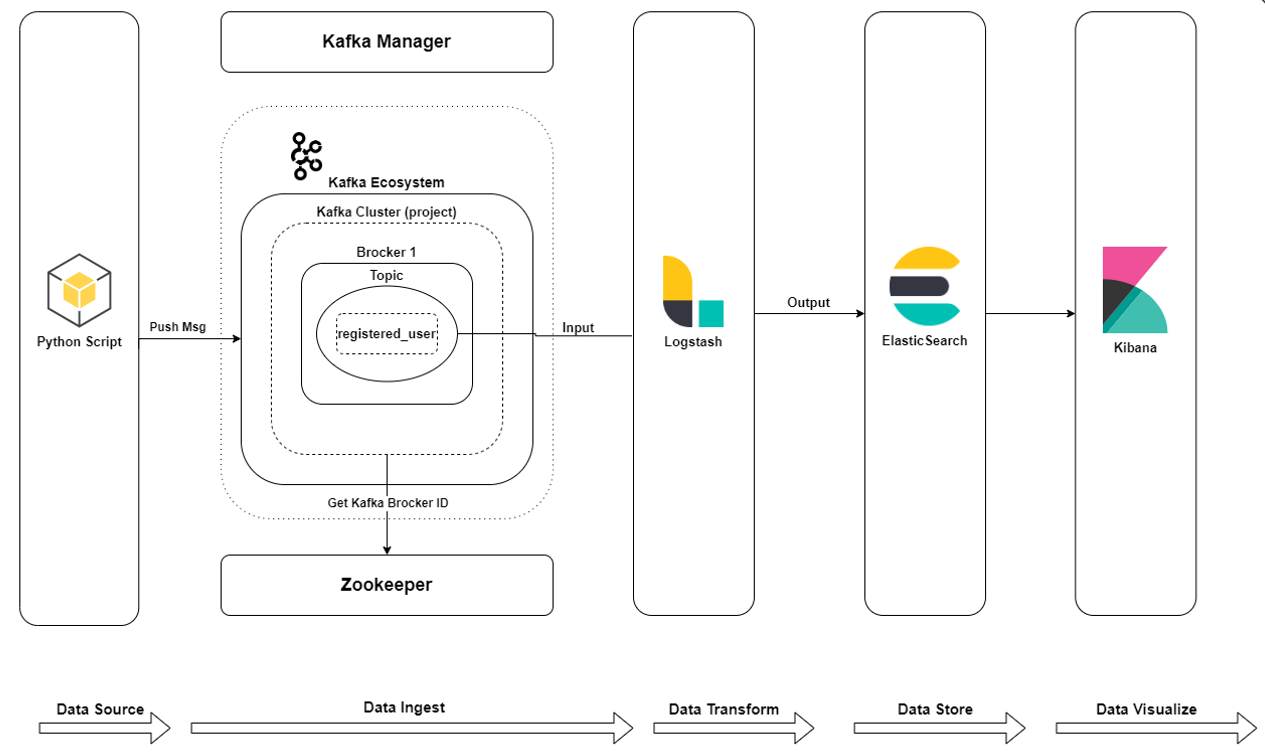 Kafka Manager
Kafka Ecosystem
Kafka Cluster (project)
Brocker 1
Topic
registered_user
Python Script
Push Msg
Input
Logstash
Output
ElasticSearch
Kibana
Get Kafka Brocker ID
Zookeeper
Data Source
Data Ingest
Data Transform
Data Store
Data Visualize